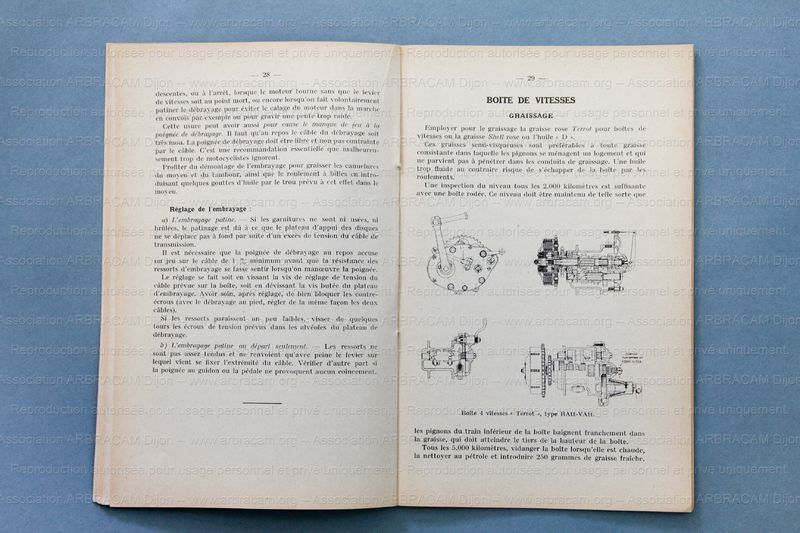 — 28 —
descentes, ou à l'arrêt, lorsque le moteur tourne sans que le levier
de vitesses soit au point mort, ou encore lorsqu'on fait volontairement
patiner le débrayage pour éviter le calage du moteur dans la marche
en convois par exemple ou pour gravir une pente trop raide.
Cette usure peut avoir aussi pour cause le manque de jeu à la
poignée de débrayage. Il faut qu'au repos le câble du débrayage soit
très mou. La poignée de débrayage doit être libre et non pas contrainte
par le câble. C'est une recommandation essentielle que malheureu-
sement trop de motocyclistes ignorent.
Profiter du démontage de l'embrayage pour graisser les cannelures
du moyeu et du tambour, ainsi que le roulement à billes en intro-
duisant quelques gouttes d'huile par le trou prévu à cet effet dans le
moyeu.
Réglage de l'embrayage :
a) L'embrayage patine. — Si les garnitures ne sont ni usées, ni
brûlées, le patinage est dû à ce que le plateau d'appui des disques
ne se déplace pas à fond par suite d'un excès de tension du câble de
transmission.
Il est nécessaire que la poignée de débrayage au repos accuse
un jeu sur le câble de 1 mm minimum avant que la résistance des
ressorts d'embrayage se fasse sentir lorsqu'on manœuvre la poignée.
Le réglage se fait soit en vissant la vis de réglage de tension du
câble prévue sur la boîte, soit en dévissant la vis butée du plateau
d'embrayage. Avoir soin, après réglage, de bien bloquer les contre-
écrous (avec le débrayage au pied, régler de la même façon les deux
câbles).
Si les ressorts paraissent un peu faibles, visser de quelques
tours les écrous de tension prévus dans les alvéoles du plateau de
débrayage.
b) L'embrayage patine au départ seulement. — Les ressorts ne
sont pas assez tendus et ne renvoient qu'avec peine le levier sur
lequel vient se fixer l'extrémité du câble. Vérifier d'autre part si
la poignée au guidon ou la pédale ne provoquent aucun coincement.
— 29 —
BOITE DE VITESSES
GRAISSAGE
Employer pour le graissage la graisse rose Terrot pour boîtes de
vitesses ou la graisse Shell rose ou l'huile « D ».
Ces graisses semi-visqueuses sont préférables à toute graisse
consistante dans laquelle les pignons se ménagent un logement et qui
ne parvient pas à pénétrer dans les conduits de graissage. Une huile
trop fluide au contraire risque de s'échapper de la boîte par les
roulements.
Une inspection du niveau tous les 2.000 kilomètres est suffisante
avec une boîte rodée. Ce niveau doit être maintenu de telle sorte que
Boîte 4 vitesses « Terrot », type
les pignons du train inférieur de la boîte baignent franchement dans
la graisse, qui doit atteindre le tiers de la hauteur de la boîte.
Tous les 5.000 kilomètres, vidanger la boîte lorsqu'elle est chaude,
la nettoyer au pétrole et introduire 250 grammes de graisse fraîche.